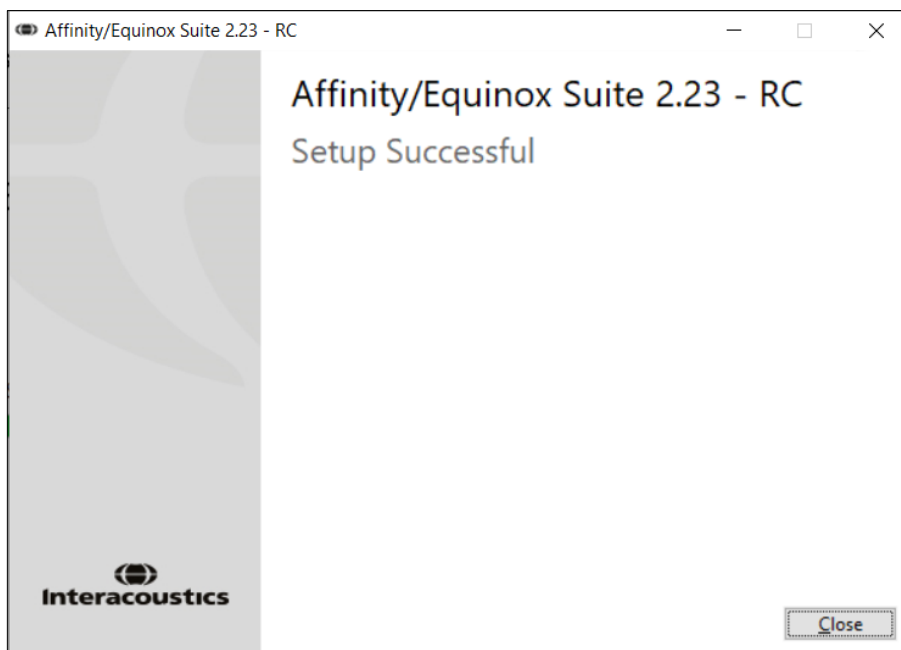 Affinity/Equinox Suite 2.23 - RC
Affinity/Equinox Suite 2.23 - RC
Setup Successful
Interacoustics
Close